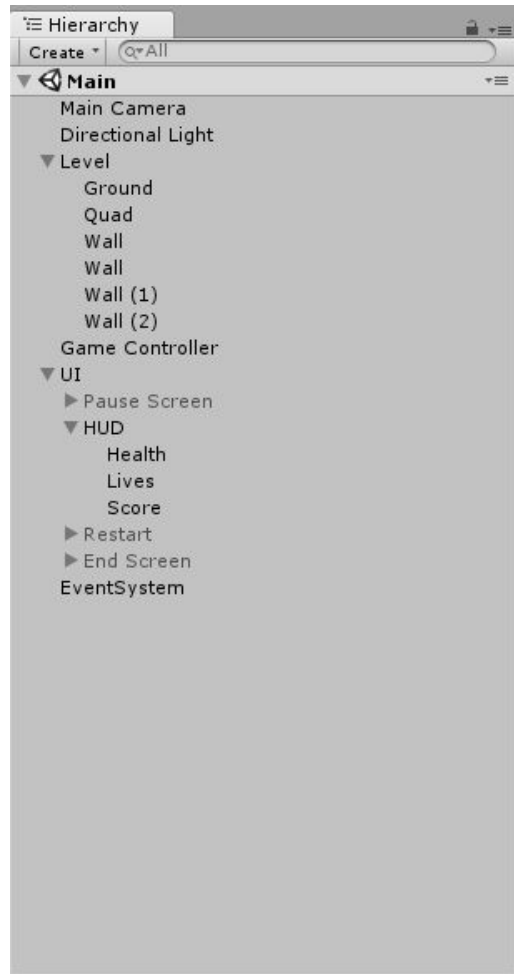 Hierarchy
Create All
Main
Main Camera
Directional Light
Level
Ground
Quad
Wall
Wall
Wall (1)
Wall (2)
Game Controller
UI
Pause Screen
HUD
Health
Lives
Score
Restart
End Screen
EventSystem